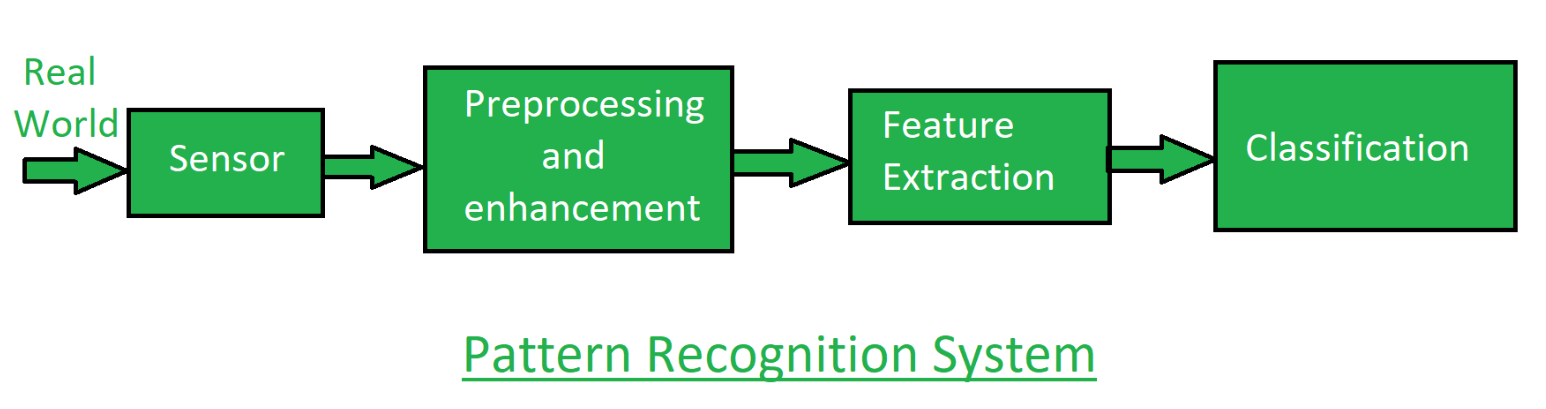 Real
World
Sensor
Preprocessing
and
enhancement
Feature
Extraction
Classification
Pattern Recognition System